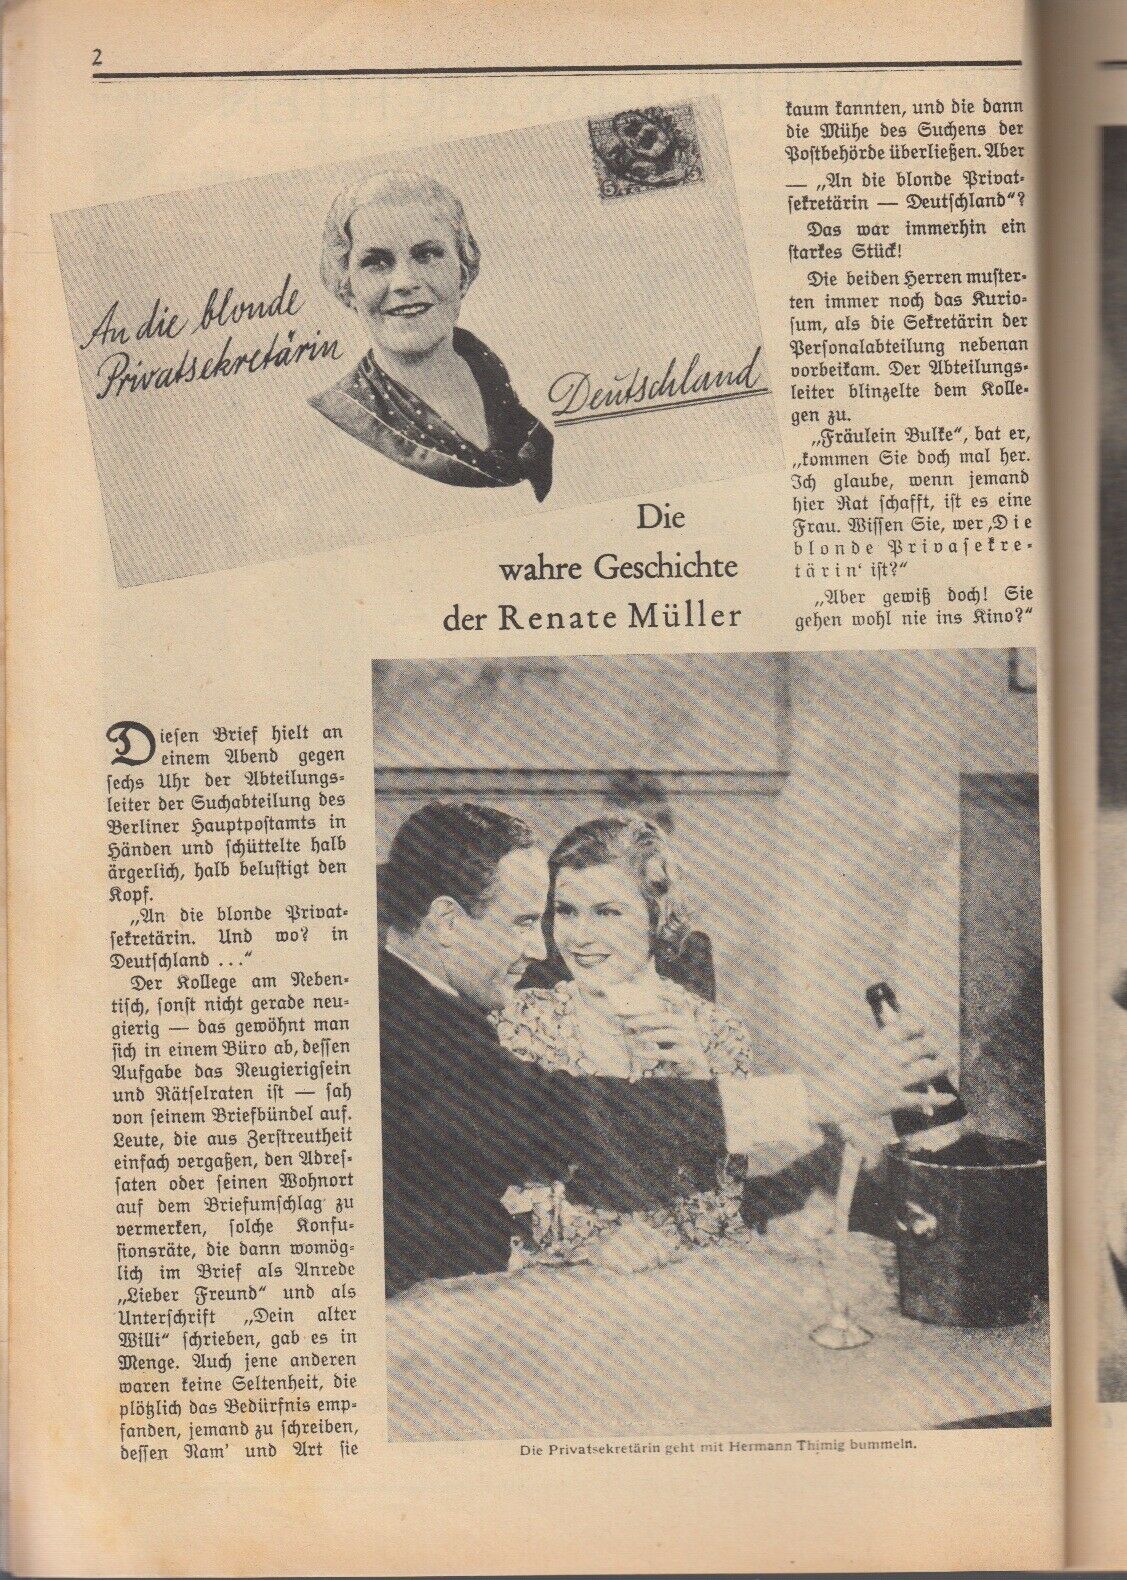 2
An die blonde
Privatsekretärin
Deutschland
5 5
Die
wahre Geschichte
der Renate Müller
Diesen Brief hielt an
einem Abend gegen
sechs Uhr der Abteilungs-
leiter der Suchabteilung des
Berliner Hauptpostamts in
Händen und schüttelte halb
ärgerlich, halb belustigt den
Kopf.
„An die blonde Privat-
sekretärin. Und wo? in
Deutschland ...“
Der Kollege am Neben-
tisch, sonst nicht gerade neu-
gierig — das gewöhnt man
sich in einem Büro ab, dessen
Aufgabe das Neugierigsein
und Rätselraten ist — sah
von seinem Briefbündel auf.
Leute, die aus Zerstreutheit
einfach vergaßen, den Adres-
saten oder seinen Wohnort
auf dem Briefumschlag zu
vermerken, solche Konfu-
sionsräte, die dann womög-
lich im Brief als Anrede
„Lieber Freund“ und als
Unterschrift „Dein alter
Willi“ schrieben, gab es in
Menge. Auch jene anderen
waren keine Seltenheit, die
plötzlich das Bedürfnis emp-
fanden, jemand zu schreiben,
dessen Nam' und Art sie
kaum kannten, und die dann
die Mühe des Suchens der
Postbehörde überließen. Aber
— „An die blonde Privat-
sekretärin — Deutschland“?
Das war immerhin ein
starkes Stück!
Die beiden Herren muster-
ten immer noch das Kurio-
sum, als die Sekretärin der
Personalabteilung nebenan
vorbeikam. Der Abteilungs-
leiter blinzelte dem Kolle-
gen zu.
„Fräulein Bulke“, bat er,
„kommen Sie doch mal her.
Ich glaube, wenn jemand
hier Rat schafft, ist es eine
Frau. Wissen Sie, wer ‚Die
blonde Privasekre-
tärin‘ ist?“
„Aber gewiß doch! Sie
gehen wohl nie ins Kino?“
Die Privatsekretärin geht mit Hermann Thimig bummeln.